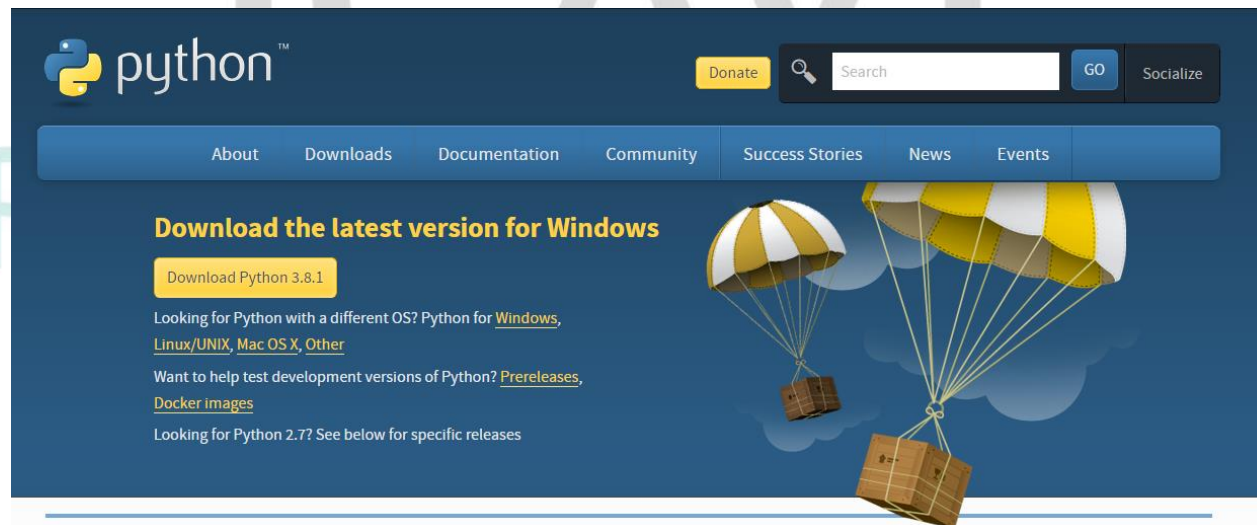 python™
Donate
Search
GO
Socialize
About Downloads Documentation Community Success Stories News Events
Download the latest version for Windows
Download Python 3.8.1
Looking for Python with a different OS? Python for Windows,
Linux/UNIX, Mac OS X, Other
Want to help test development versions of Python? Prereleases,
Docker images
Looking for Python 2.7? See below for specific releases